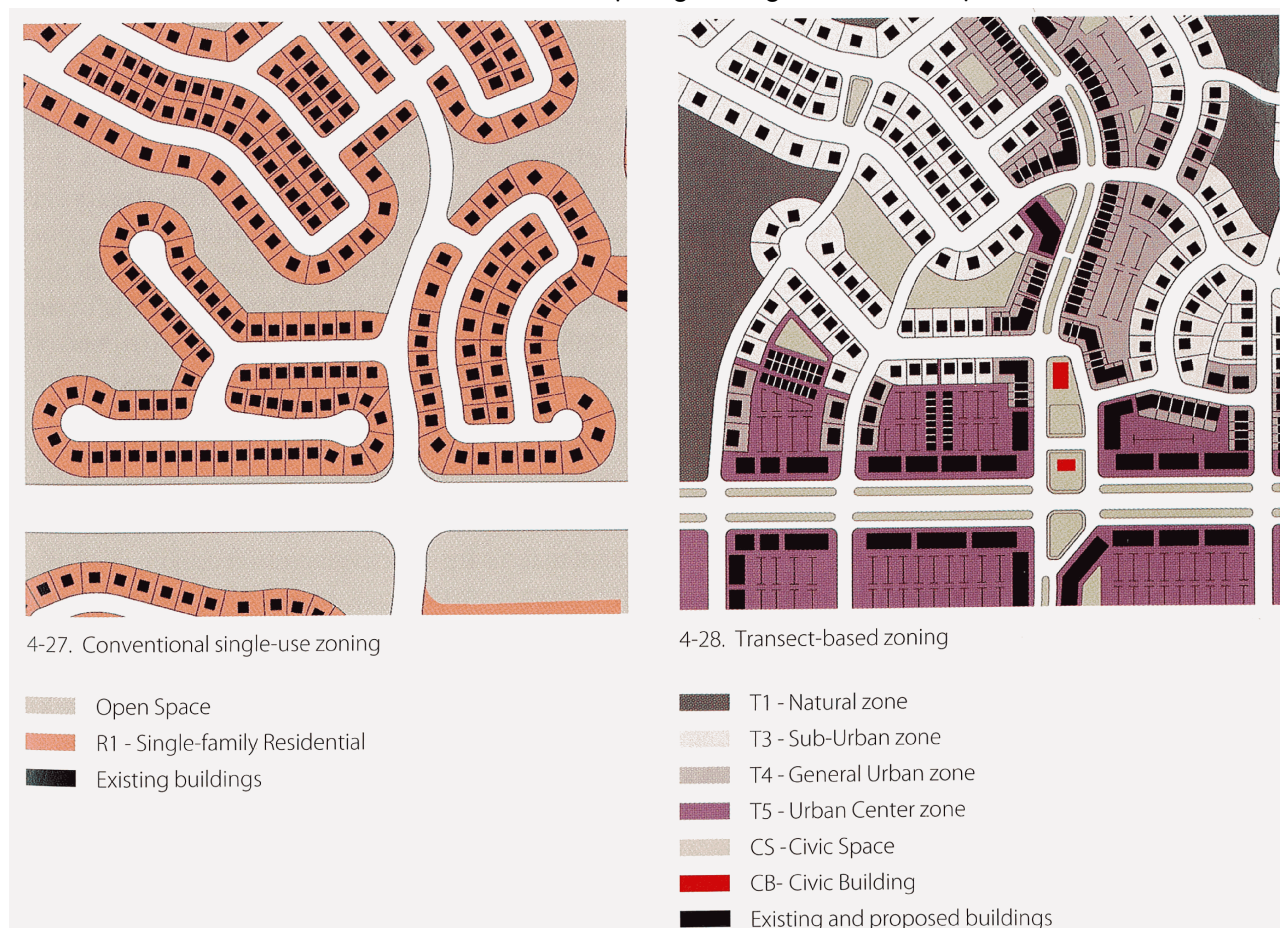 4-27. Conventional single-use zoning
Open Space
R1 - Single-family Residential
Existing buildings
4-28. Transect-based zoning
T1 - Natural zone
T3 - Sub-Urban zone
T4 - General Urban zone
T5 - Urban Center zone
CS - Civic Space
CB- Civic Building
Existing and proposed buildings